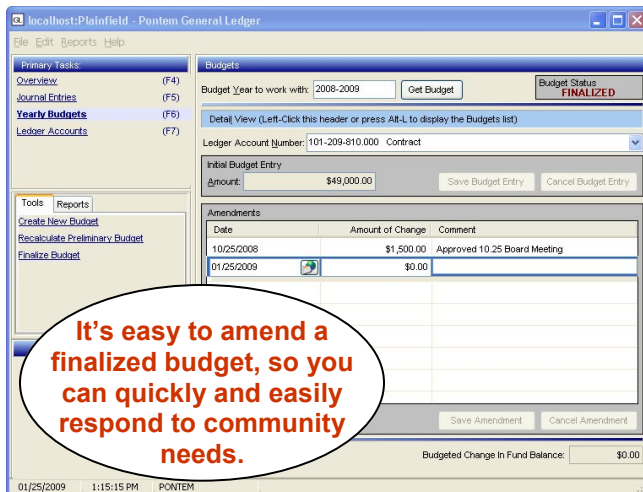 GL localhost:Plainfield - Pontem General Ledger
File Edit Reports Help
Primary Tasks:
Overview (F4)
Journal Entries (F5)
Yearly Budgets (F6)
Ledger Accounts (F7)
Tools Reports
Create New Budget
Recalculate Preliminary Budget
Finalize Budget
Budgets
Budget Year to work with: 2008-2009 Get Budget
Budget Status
FINALIZED
Detail View (Left-Click this header or press Alt-L to display the Budgets list)
Ledger Account Number: 101-209-810.000 Contract
Initial Budget Entry
Amount: $49,000.00 Save Budget Entry Cancel Budget Entry
Amendments
Date Amount of Change Comment
10/25/2008 $1,500.00 Approved 10.25 Board Meeting
01/25/2009 $0.00
Save Amendment Cancel Amendment
Budgeted Change In Fund Balance: $0.00
It's easy to amend a
finalized budget, so you
can quickly and easily
respond to community
needs.
01/25/2009 1:15:15 PM PONTEM